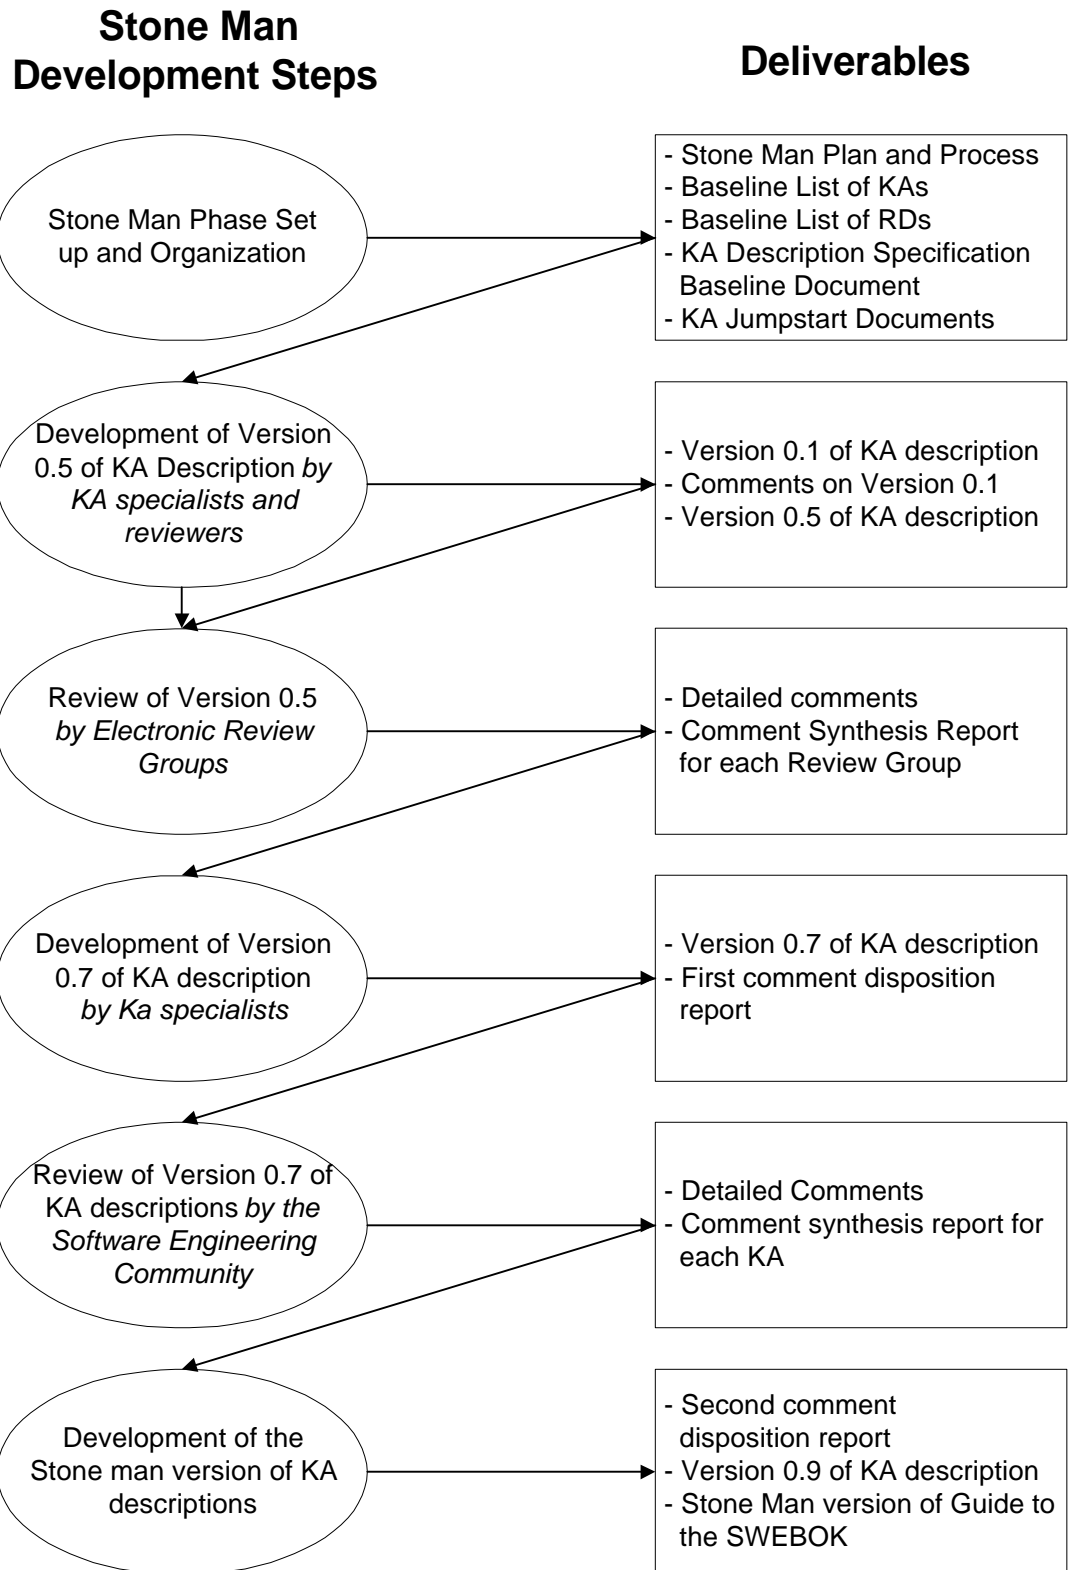 Stone Man
Development Steps
Deliverables
Stone Man Phase Set
up and Organization
- Stone Man Plan and Process
- Baseline List of KAs
- Baseline List of RDs
- KA Description Specification
Baseline Document
- KA Jumpstart Documents
Development of Version
0.5 of KA Description by
KA specialists and
reviewers
- Version 0.1 of KA description
- Comments on Version 0.1
- Version 0.5 of KA description
Review of Version 0.5
by Electronic Review
Groups
- Detailed comments
- Comment Synthesis Report
for each Review Group
Development of Version
0.7 of KA description
by Ka specialists
- Version 0.7 of KA description
- First comment disposition
report
Review of Version 0.7 of
KA descriptions by the
Software Engineering
Community
- Detailed Comments
- Comment synthesis report for
each KA
Development of the
Stone man version of KA
descriptions
- Second comment
disposition report
- Version 0.9 of KA description
- Stone Man version of Guide to
the SWEBOK